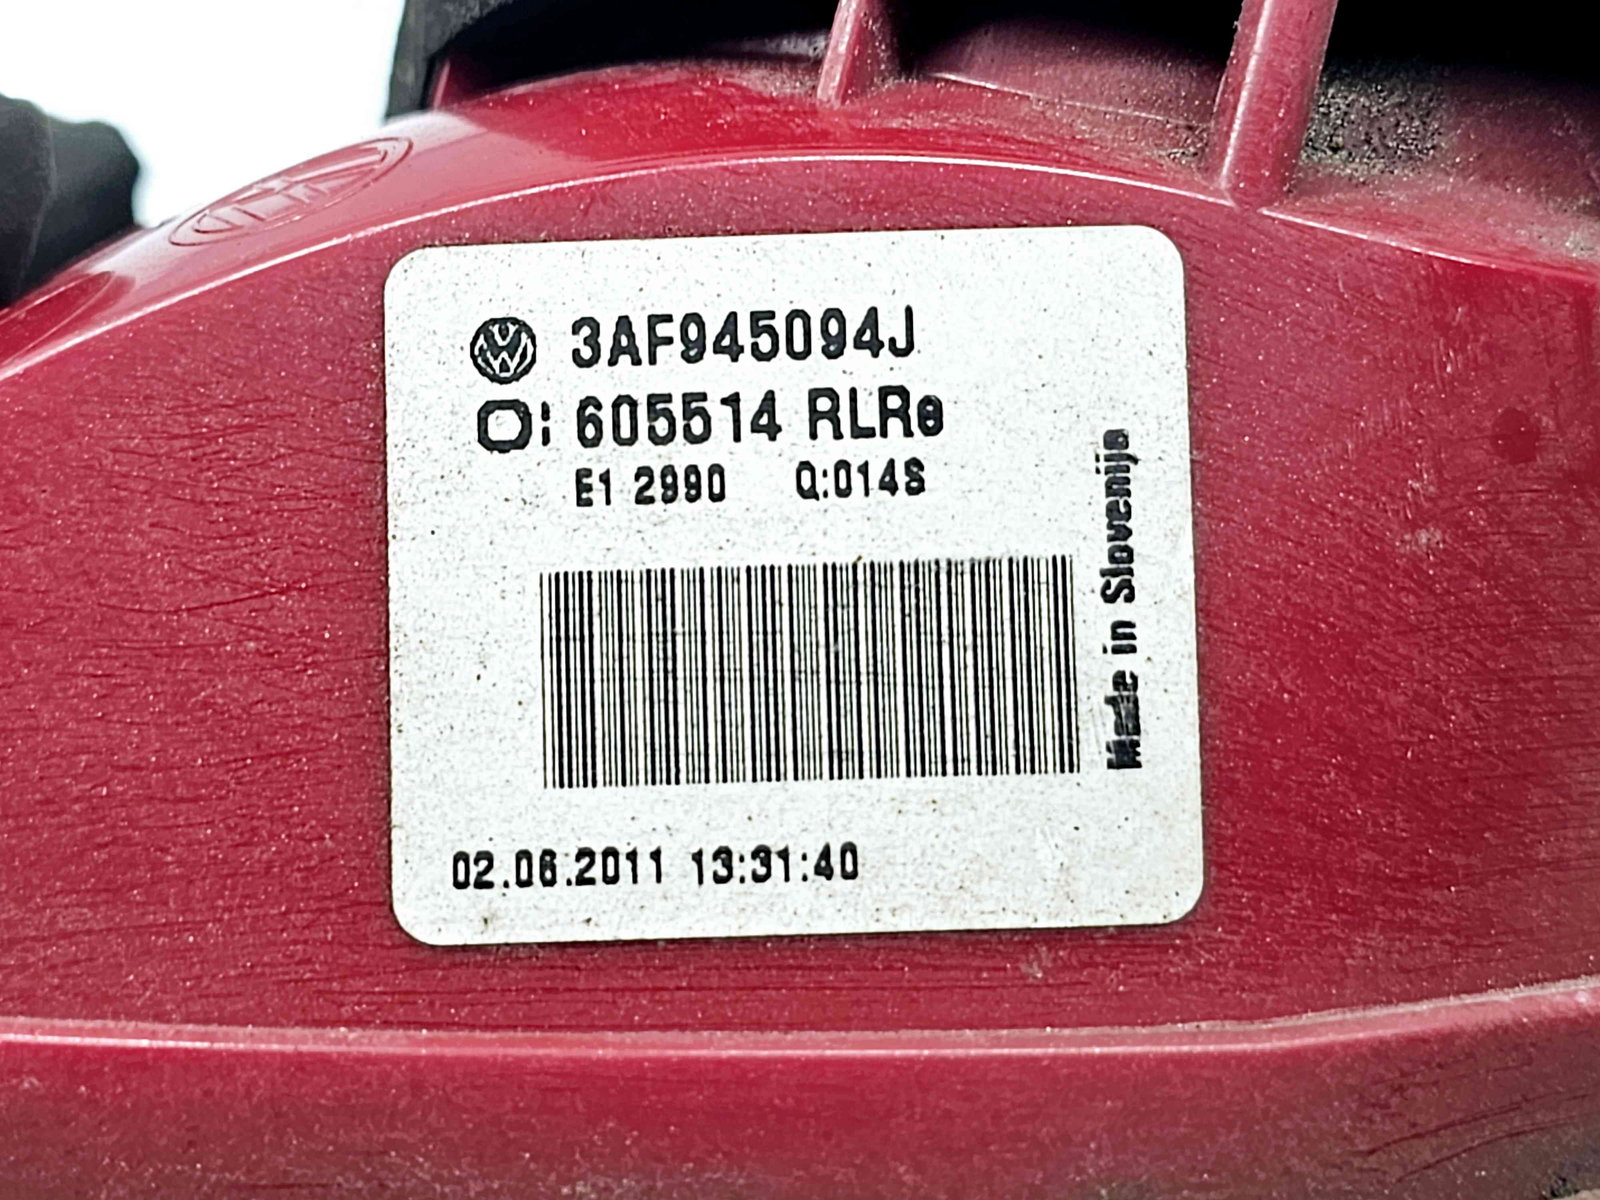 3AF945094J
O: 605514 RLRe
E1 2990 Q:014S
02.06.2011 13:31:40
Made in Slovenija